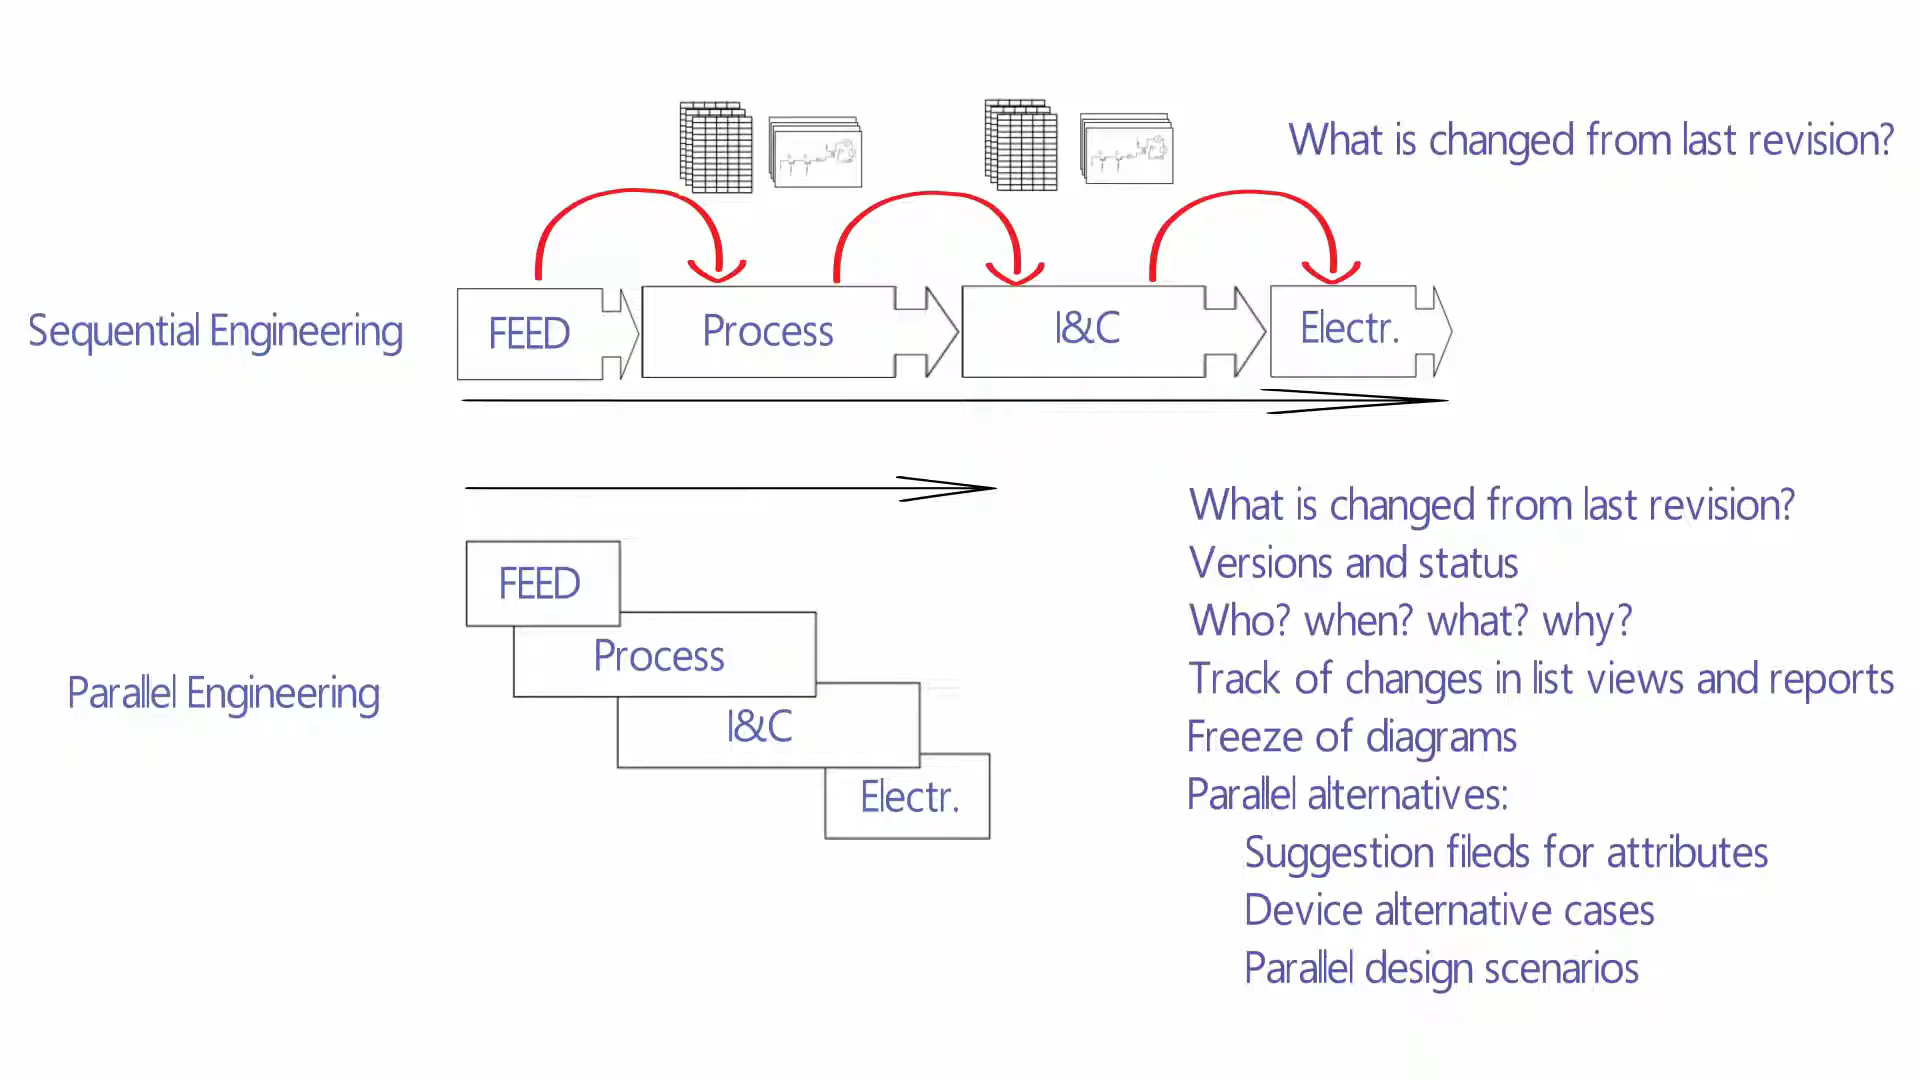 What is changed from last revision?
Sequential Engineering
FEED
Process
I&C
Electr.
Parallel Engineering
FEED
Process
I&C
Electr.
What is changed from last revision?
Versions and status
Who? when? what? why?
Track of changes in list views and reports
Freeze of diagrams
Parallel alternatives:
Suggestion fileds for attributes
Device alternative cases
Parallel design scenarios